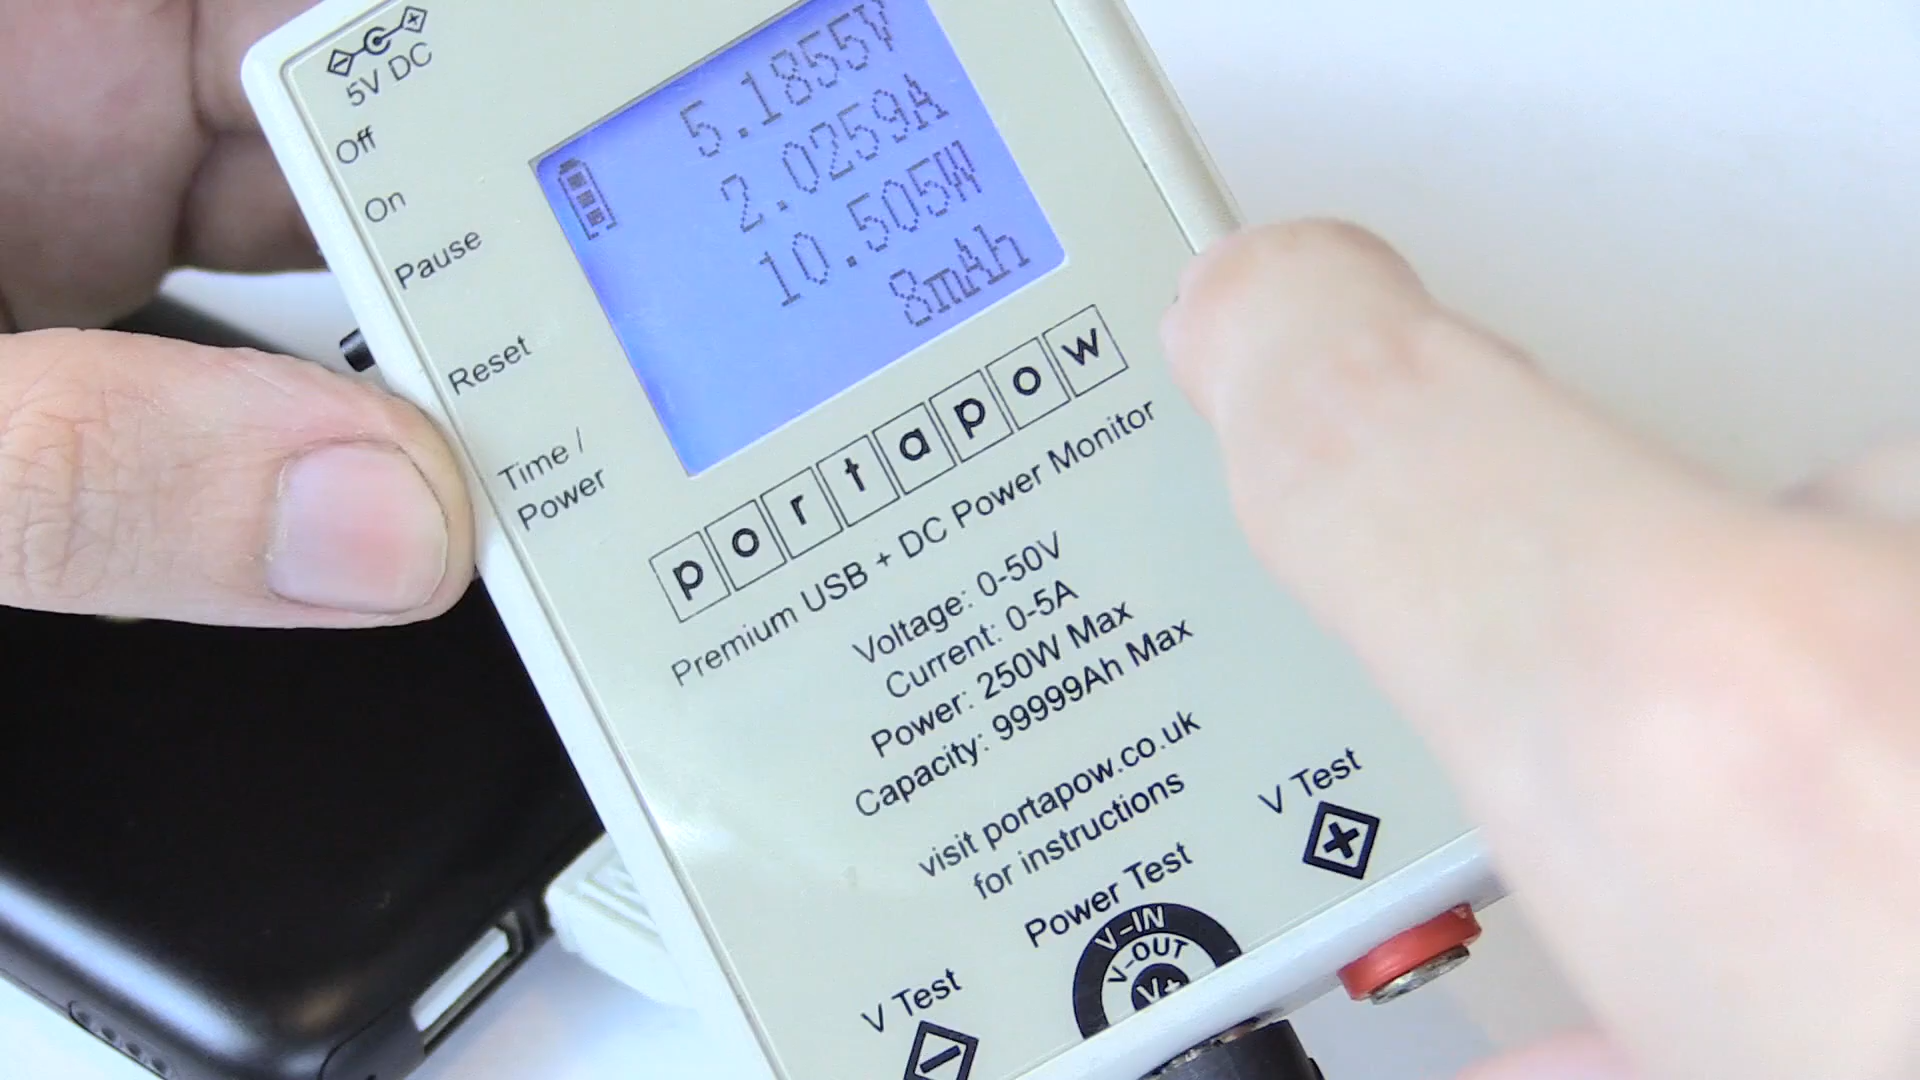 5V DC
Off
On
Pause
Reset
Time /
Power
5.1855V
2.0259A
10.505W
8mAh
portapow
Premium USB + DC Power Monitor
Voltage: 0-50V
Current: 0-5A
Power: 250W Max
Capacity: 99999Ah Max
visit portapow.co.uk
for instructions
V Test
Power Test
V Test
V-IN
V-OUT
V+